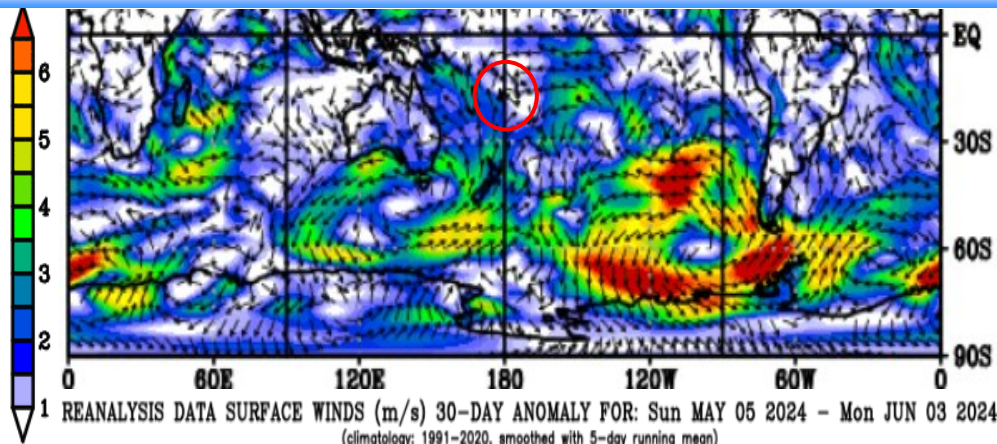 EQ
6
5
30S
4
3
60S
2
90S
0 60E 120E 180 120W 60W 0
1 REANALYSIS DATA SURFACE WINDS (m/s) 30-DAY ANOMALY FOR: Sun MAY 05 2024 - Mon JUN 03 2024
(climatology: 1991-2020, smoothed with 5-day running mean)